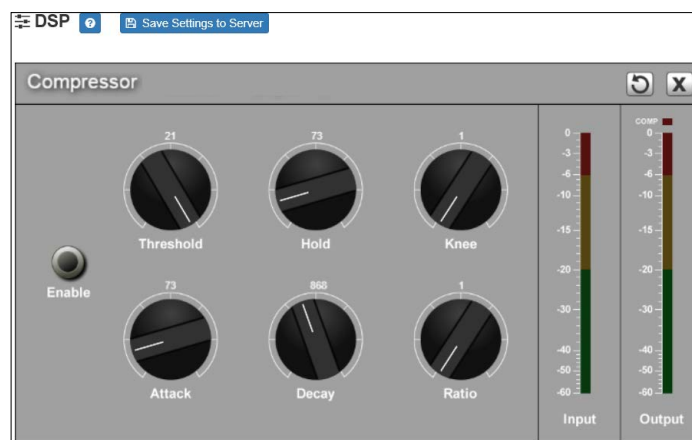 DSP ? Save Settings to Server
Compressor X
21 73 1
Threshold Hold Knee
Enable
73 868 1
Attack Decay Ratio
0
-3
-6
-10
-15
-20
-30
-40
-50
-60
Input
COMP
0
-3
-6
-10
-15
-20
-30
-40
-50
-60
Output